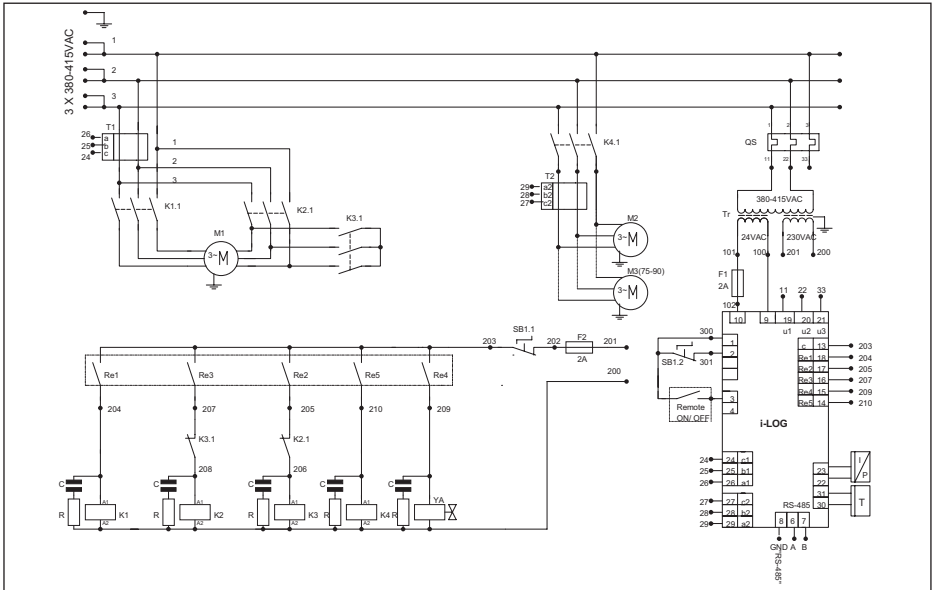 3 X 380-415VAC
1
2
3
T1
26 a
25 b
24 c
1
2
3
K1.1
K2.1
K3.1
M1
3~M
K4.1
T2
29 a2
28 b2
27 c2
M2
3~M
M3(75-90)
3~M
QS
1 2 3
11 22 33
380-415VAC
Tr
24VAC 230VAC
101 100 201 200
F1
2A
102
11 22 33
10 9 19 20 21
u1 u2 u3
203 SB1.1 202 F2 201
2A
200
Re1 Re3 Re2 Re5 Re4
204 207 205 210 209
K3.1 K2.1
208 206
C C C C C
R R R R R
A1 A1 A1 A1 A1
A2 A2 A2 A2 A2
K1 K2 K3 K4 YA
300
1
2
SB1.2 301
3
4
Remote
ON/ OFF
i-LOG
c 13 203
Re1 18 204
Re2 17 205
Re3 16 207
Re4 15 209
Re5 14 210
24 24 c1
25 25 b1
26 26 a1
27 27 c2
28 28 b2
29 29 a2
23
22
I/P
31
30
T
RS-485
8 6 7
GND A B
"RS-485"